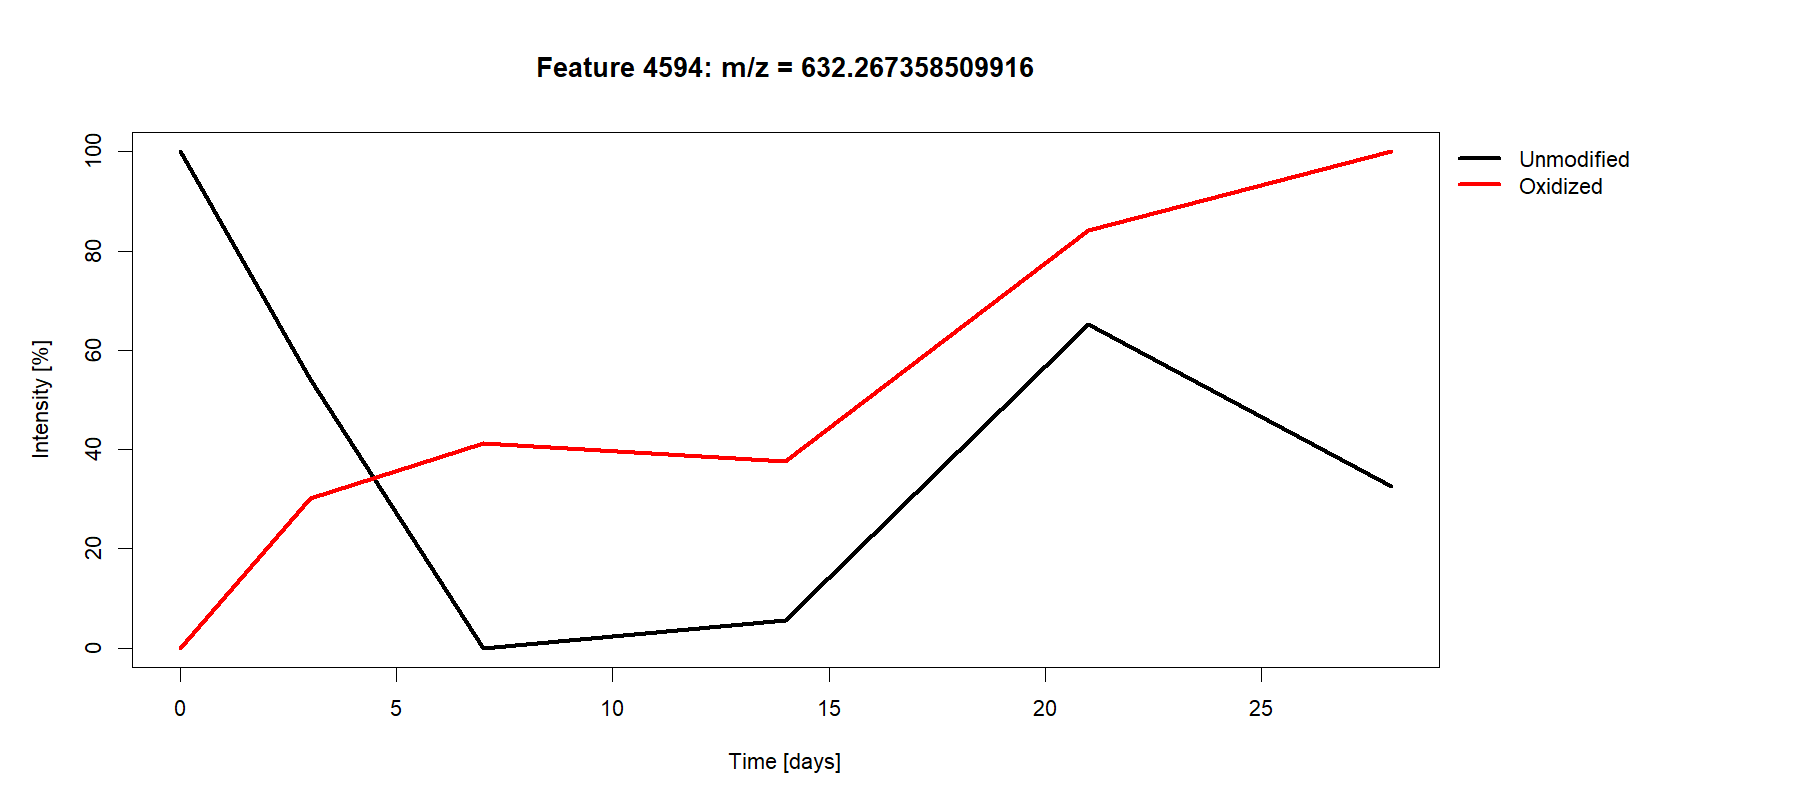 Feature 4594: m/z = 632.267358509916
Unmodified
Oxidized
Intensity [%]
100
80
60
40
20
0
0 5 10 15 20 25
Time [days]